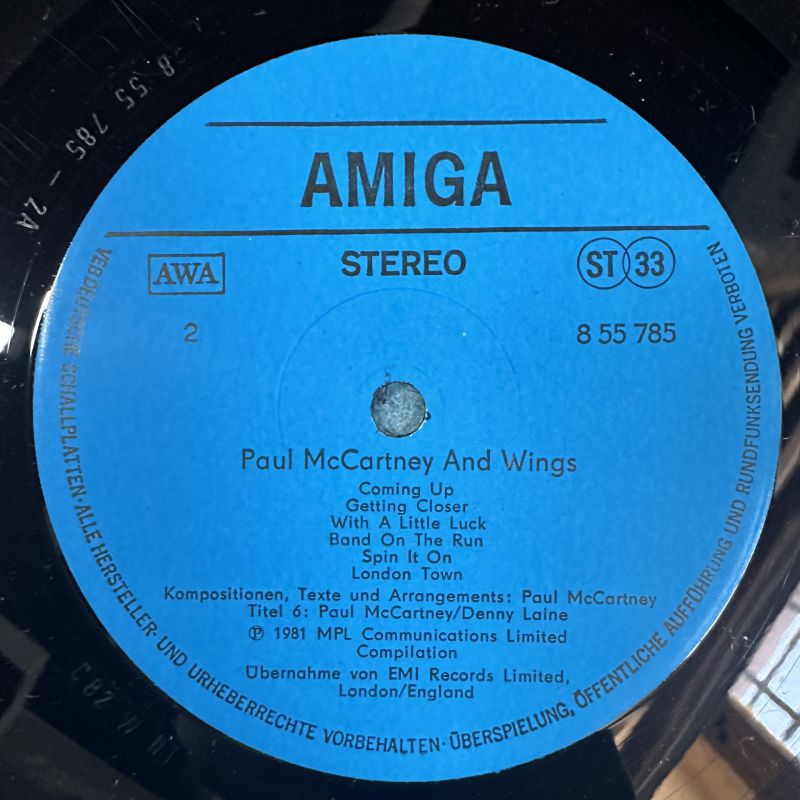 AMIGA
AWA
STEREO
ST 33
2
8 55 785
Paul McCartney And Wings
Coming Up
Getting Closer
With A Little Luck
Band On The Run
Spin It On
London Town
Kompositionen, Texte und Arrangements: Paul McCartney
Titel 6: Paul McCartney/Denny Laine
℗ 1981 MPL Communications Limited
Compilation
Übernahme von EMI Records Limited,
London/England
VEB DEUTSCHE SCHALLPLATTEN · ALLE HERSTELLER- UND URHEBERRECHTE VORBEHALTEN · ÜBERSPIELUNG, ÖFFENTLICHE AUFFÜHRUNG UND RUNDFUNKSENDUNG VERBOTEN
8 55 785 - 2A